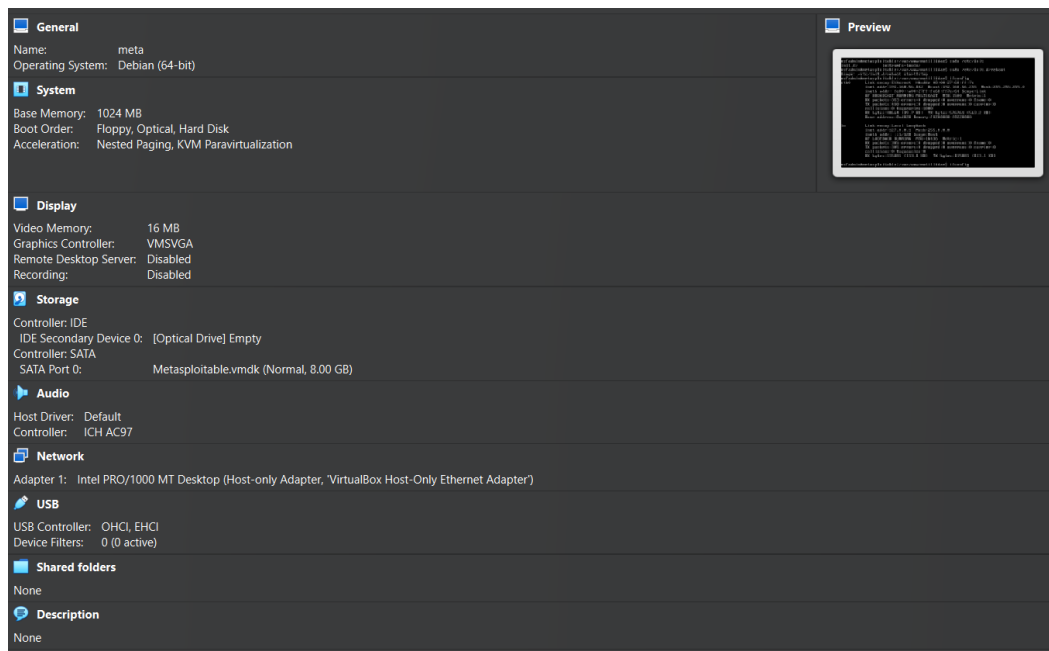 General
Name: meta
Operating System: Debian (64-bit)
System
Base Memory: 1024 MB
Boot Order: Floppy, Optical, Hard Disk
Acceleration: Nested Paging, KVM Paravirtualization
Preview
Display
Video Memory: 16 MB
Graphics Controller: VMSVGA
Remote Desktop Server: Disabled
Recording: Disabled
Storage
Controller: IDE
IDE Secondary Device 0: [Optical Drive] Empty
Controller: SATA
SATA Port 0: Metasploitable.vmdk (Normal, 8.00 GB)
Audio
Host Driver: Default
Controller: ICH AC97
Network
Adapter 1: Intel PRO/1000 MT Desktop (Host-only Adapter, 'VirtualBox Host-Only Ethernet Adapter')
USB
USB Controller: OHCI, EHCI
Device Filters: 0 (0 active)
Shared folders
None
Description
None